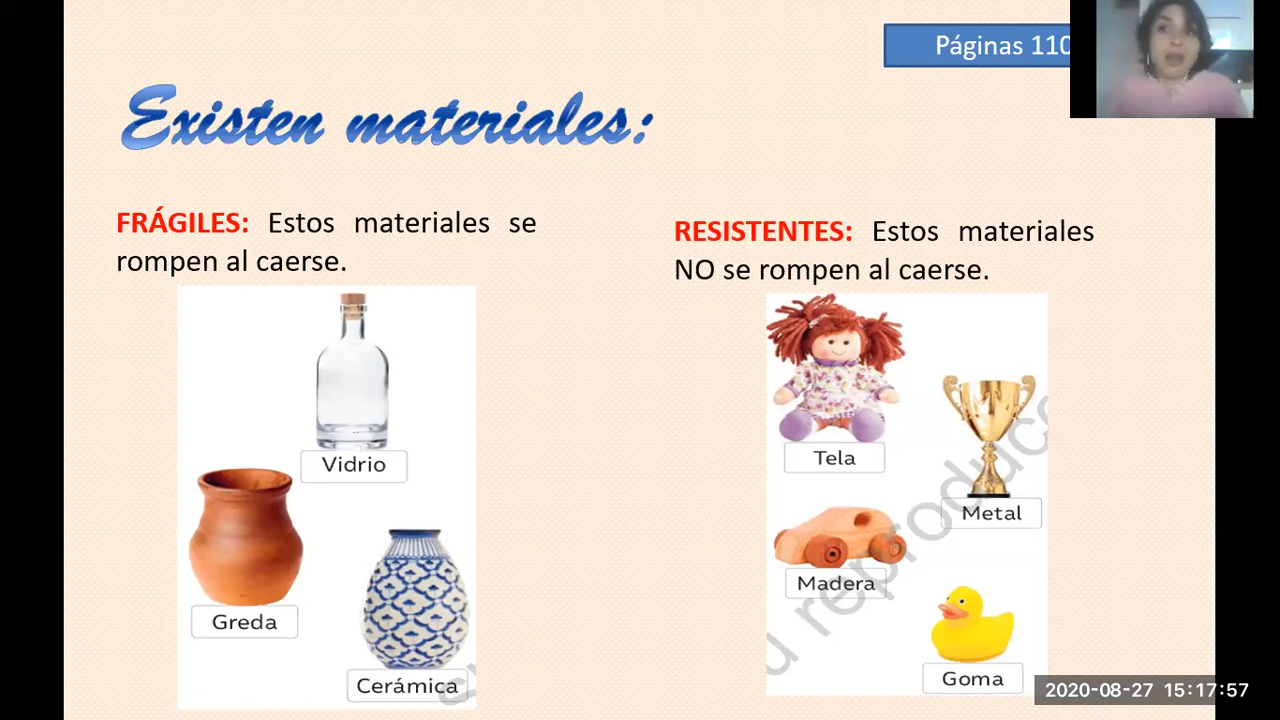 Páginas 110
Existen materiales:
FRÁGILES: Estos materiales se
rompen al caerse.
RESISTENTES: Estos materiales
NO se rompen al caerse.
Vidrio
Greda
Cerámica
Tela
Metal
Madera
Goma
2020-08-27 15:17:57